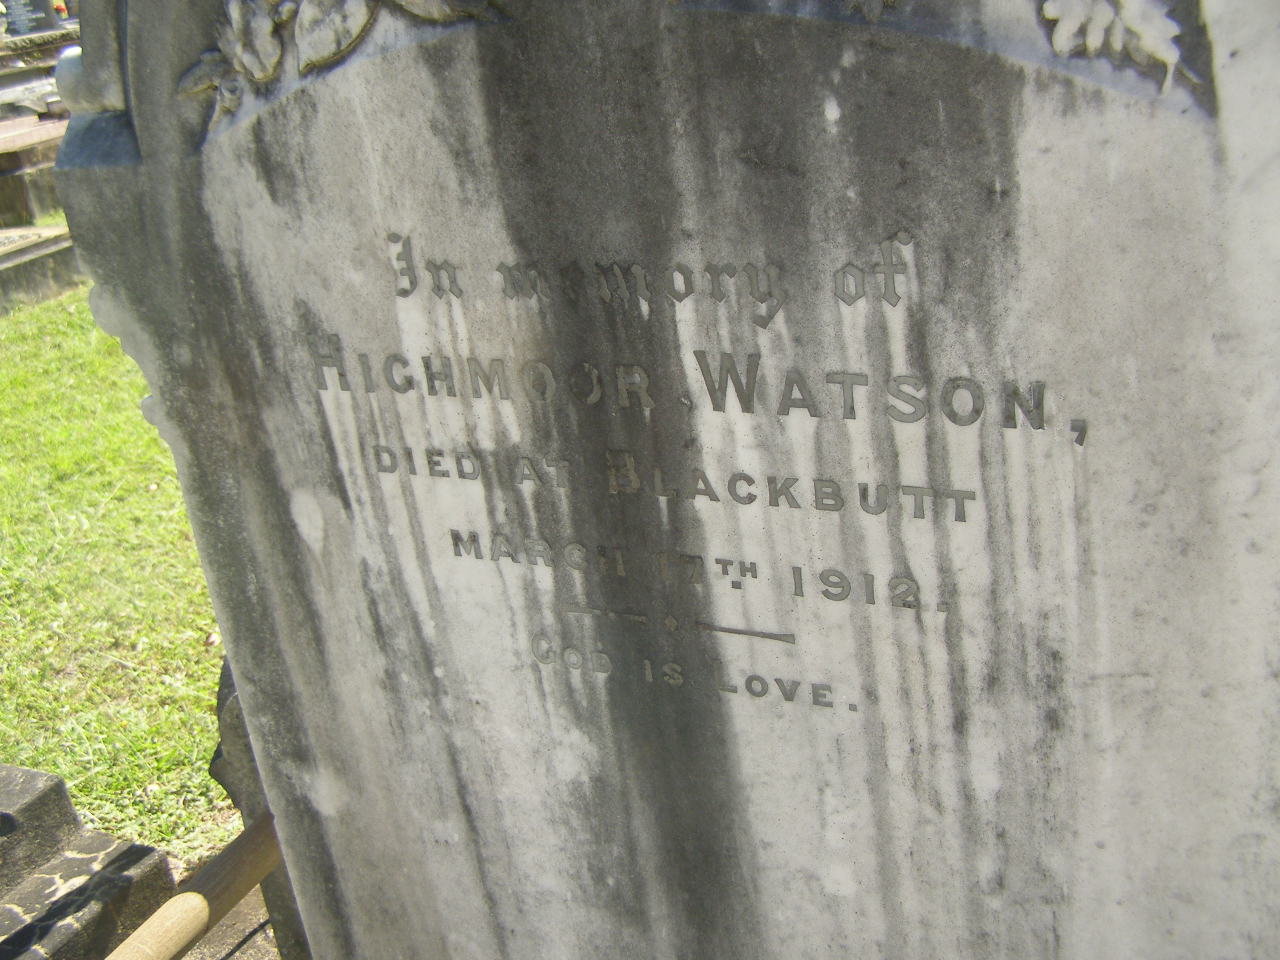 In memory of
HIGHMOOR WATSON,
DIED AT BLACKBUTT
MARCH 17TH 1912.
GOD IS LOVE.